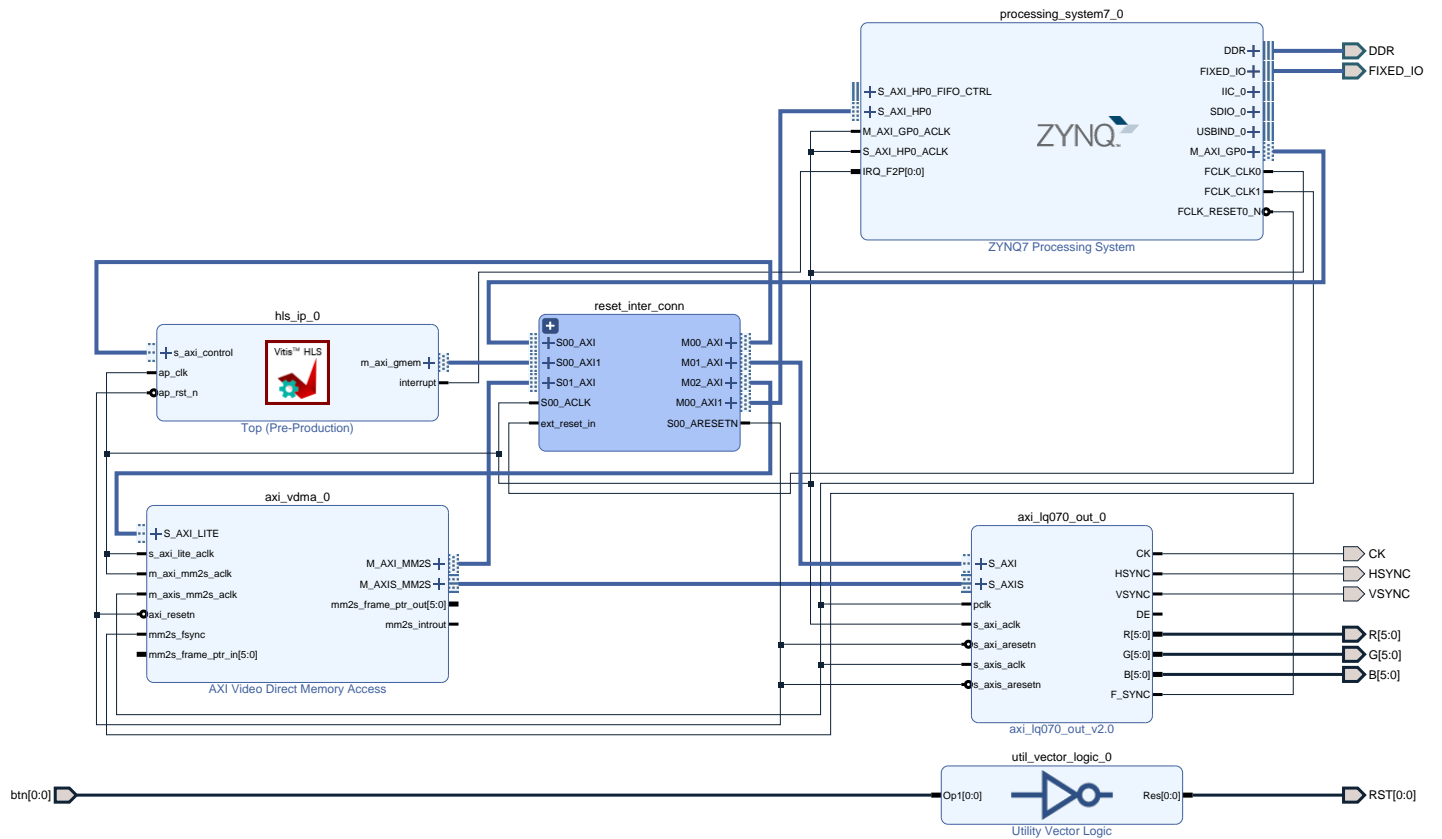 processing_system7_0
DDR
DDR
FIXED_IO
FIXED_IO
S_AXI_HP0_FIFO_CTRL
IIC_0
S_AXI_HP0
SDIO_0
M_AXI_GP0_ACLK
ZYNQ
USBIND_0
S_AXI_HP0_ACLK
M_AXI_GP0
IRQ_F2P[0:0]
FCLK_CLK0
FCLK_CLK1
FCLK_RESET0_N
ZYNQ7 Processing System
hls_ip_0
s_axi_control
Vitis™ HLS
m_axi_gmem
ap_clk
interrupt
ap_rst_n
Top (Pre-Production)
reset_inter_conn
S00_AXI
M00_AXI
S00_AXI1
M01_AXI
S01_AXI
M02_AXI
S00_ACLK
M00_AXI1
ext_reset_in
S00_ARESETN
axi_vdma_0
S_AXI_LITE
s_axi_lite_aclk
M_AXI_MM2S
m_axi_mm2s_aclk
M_AXIS_MM2S
m_axis_mm2s_aclk
mm2s_frame_ptr_out[5:0]
axi_resetn
mm2s_introut
mm2s_fsync
mm2s_frame_ptr_in[5:0]
AXI Video Direct Memory Access
axi_lq070_out_0
CK
CK
S_AXI
HSYNC
HSYNC
S_AXIS
VSYNC
VSYNC
pclk
DE
s_axi_aclk
R[5:0]
R[5:0]
s_axi_aresetn
G[5:0]
G[5:0]
s_axis_aclk
B[5:0]
B[5:0]
s_axis_aresetn
F_SYNC
axi_lq070_out_v2.0
util_vector_logic_0
btn[0:0]
Op1[0:0]
Res[0:0]
RST[0:0]
Utility Vector Logic